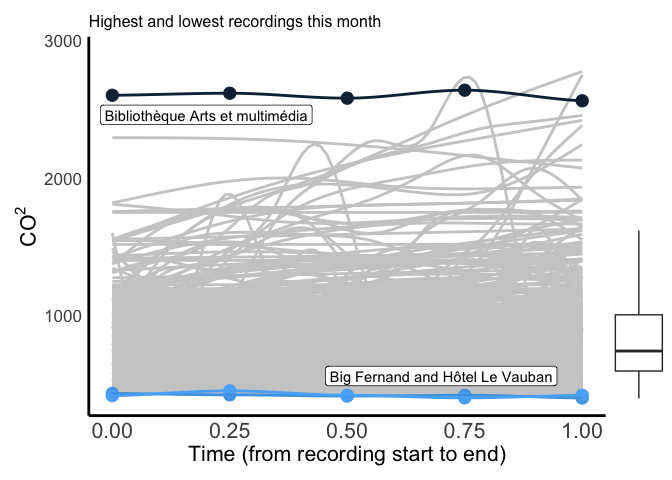 Highest and lowest recordings this month
3000
Bibliothèque Arts et multimédia
2000
CO²
1000
Big Fernand and Hôtel Le Vauban
0.00 0.25 0.50 0.75 1.00
Time (from recording start to end)